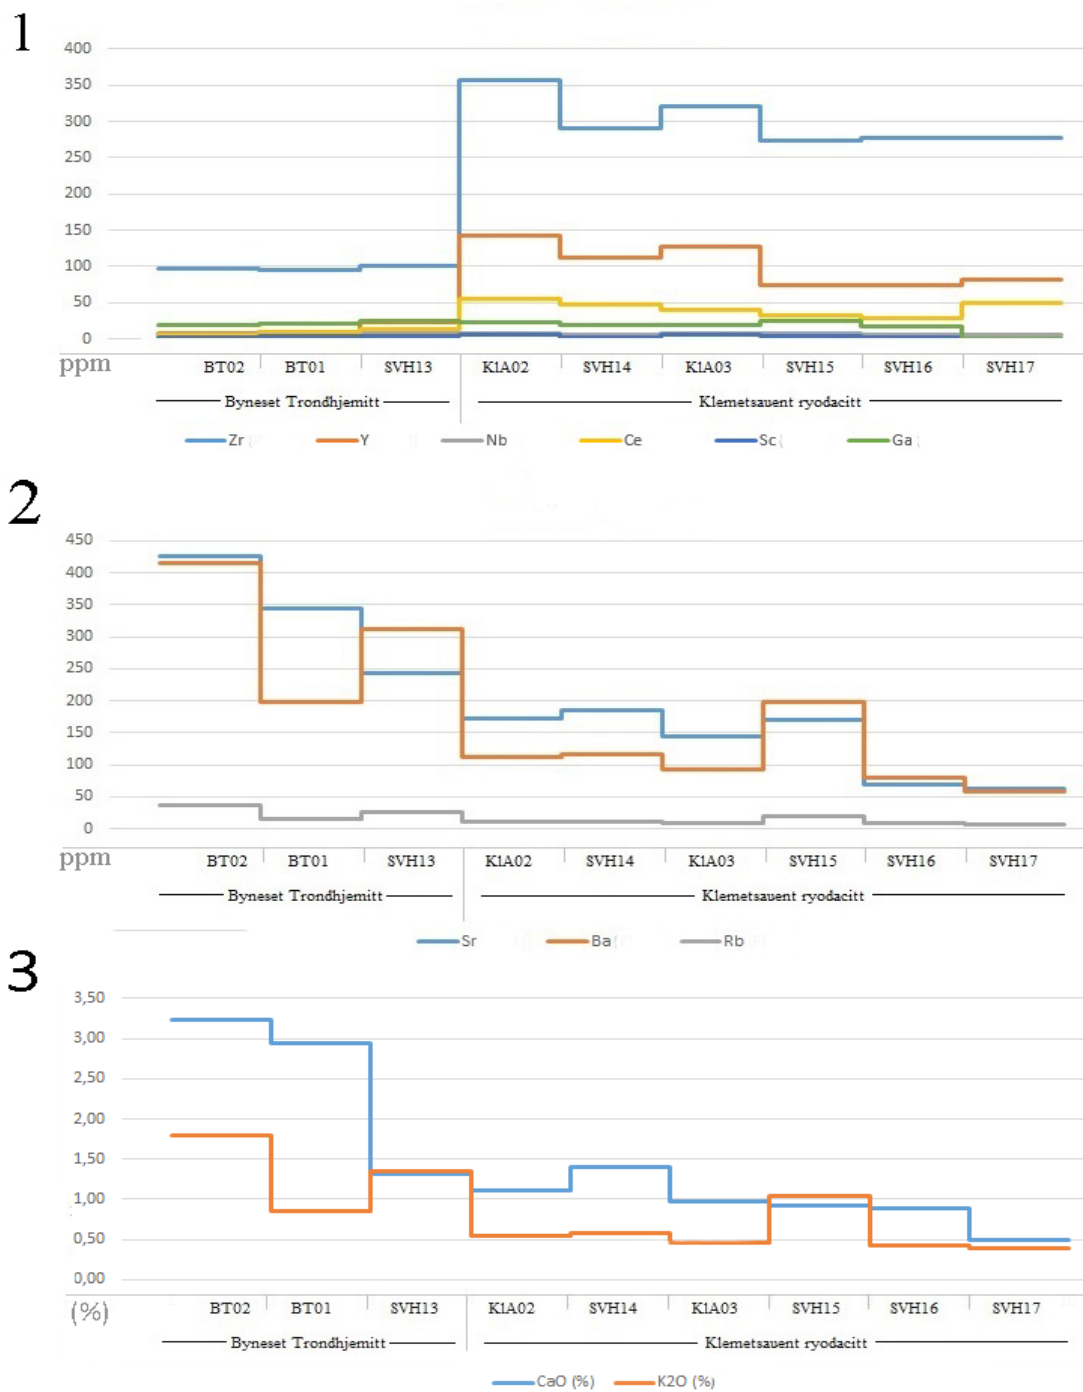 1
400
350
300
250
200
150
100
50
0
ppm
BT02 BT01 SVH13 K1A02 SVH14 K1A03 SVH15 SVH16 SVH17
Byneset Trondhjemitt Klemetsauent ryodacitt
Zr Y Nb Ce Sc Ga
2
450
400
350
300
250
200
150
100
50
0
ppm
BT02 BT01 SVH13 K1A02 SVH14 K1A03 SVH15 SVH16 SVH17
Byneset Trondhjemitt Klemetsauent ryodacitt
Sr Ba Rb
3
3,50
3,00
2,50
2,00
1,50
1,00
0,50
0,00
(%)
BT02 BT01 SVH13 K1A02 SVH14 K1A03 SVH15 SVH16 SVH17
Byneset Trondhjemitt Klemetsauent ryodacitt
CaO (%) K2O (%)